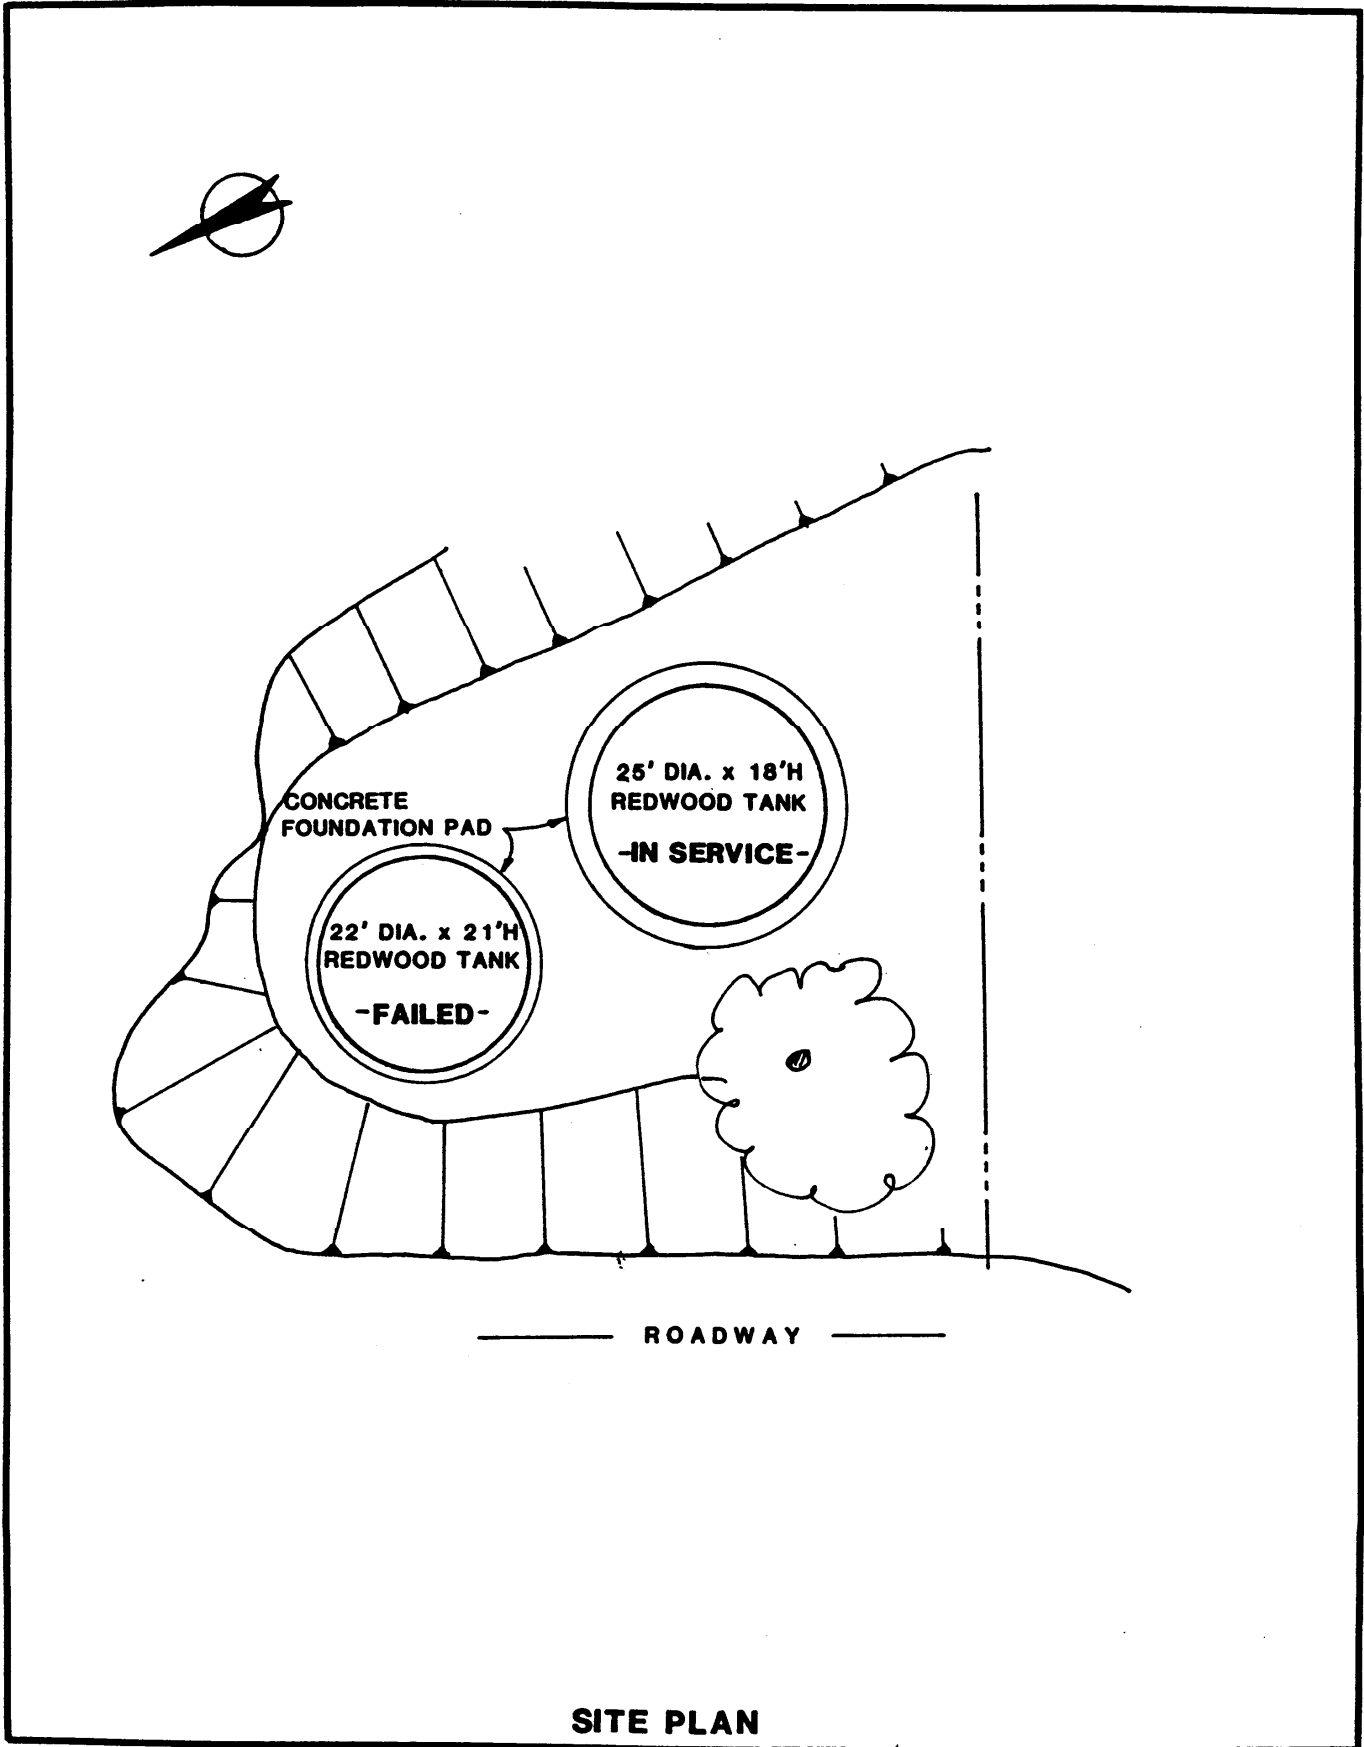 25' DIA. x 18'H
REDWOOD TANK
-IN SERVICE-
CONCRETE
FOUNDATION PAD
22' DIA. x 21'H
REDWOOD TANK
-FAILED-
ROADWAY
SITE PLAN